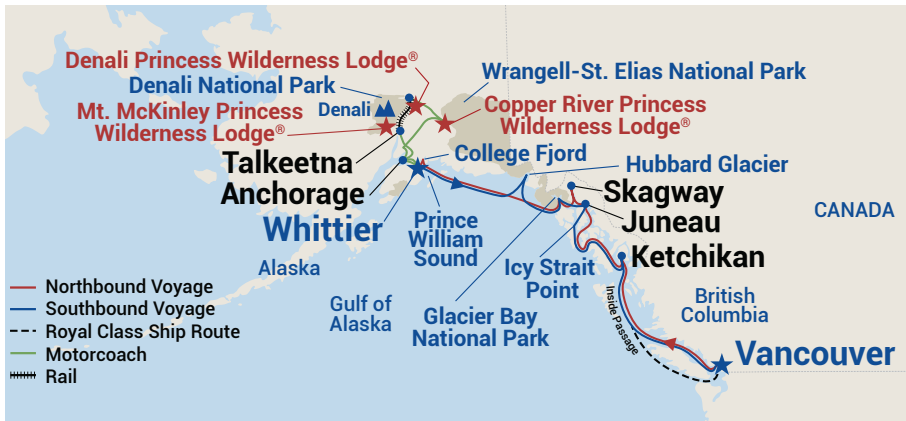 Denali Princess Wilderness Lodge®
Denali National Park
Wrangell-St. Elias National Park
Denali
Mt. McKinley Princess
Wilderness Lodge®
Copper River Princess
Wilderness Lodge®
Talkeetna
College Fjord
Hubbard Glacier
Anchorage
Skagway
Whittier
Prince
William
Sound
Juneau
CANADA
Ketchikan
Alaska
Icy Strait
Point
Gulf of
Alaska
Glacier Bay
National Park
Inside Passage
British
Columbia
Vancouver
Northbound Voyage
Southbound Voyage
Royal Class Ship Route
Motorcoach
Rail